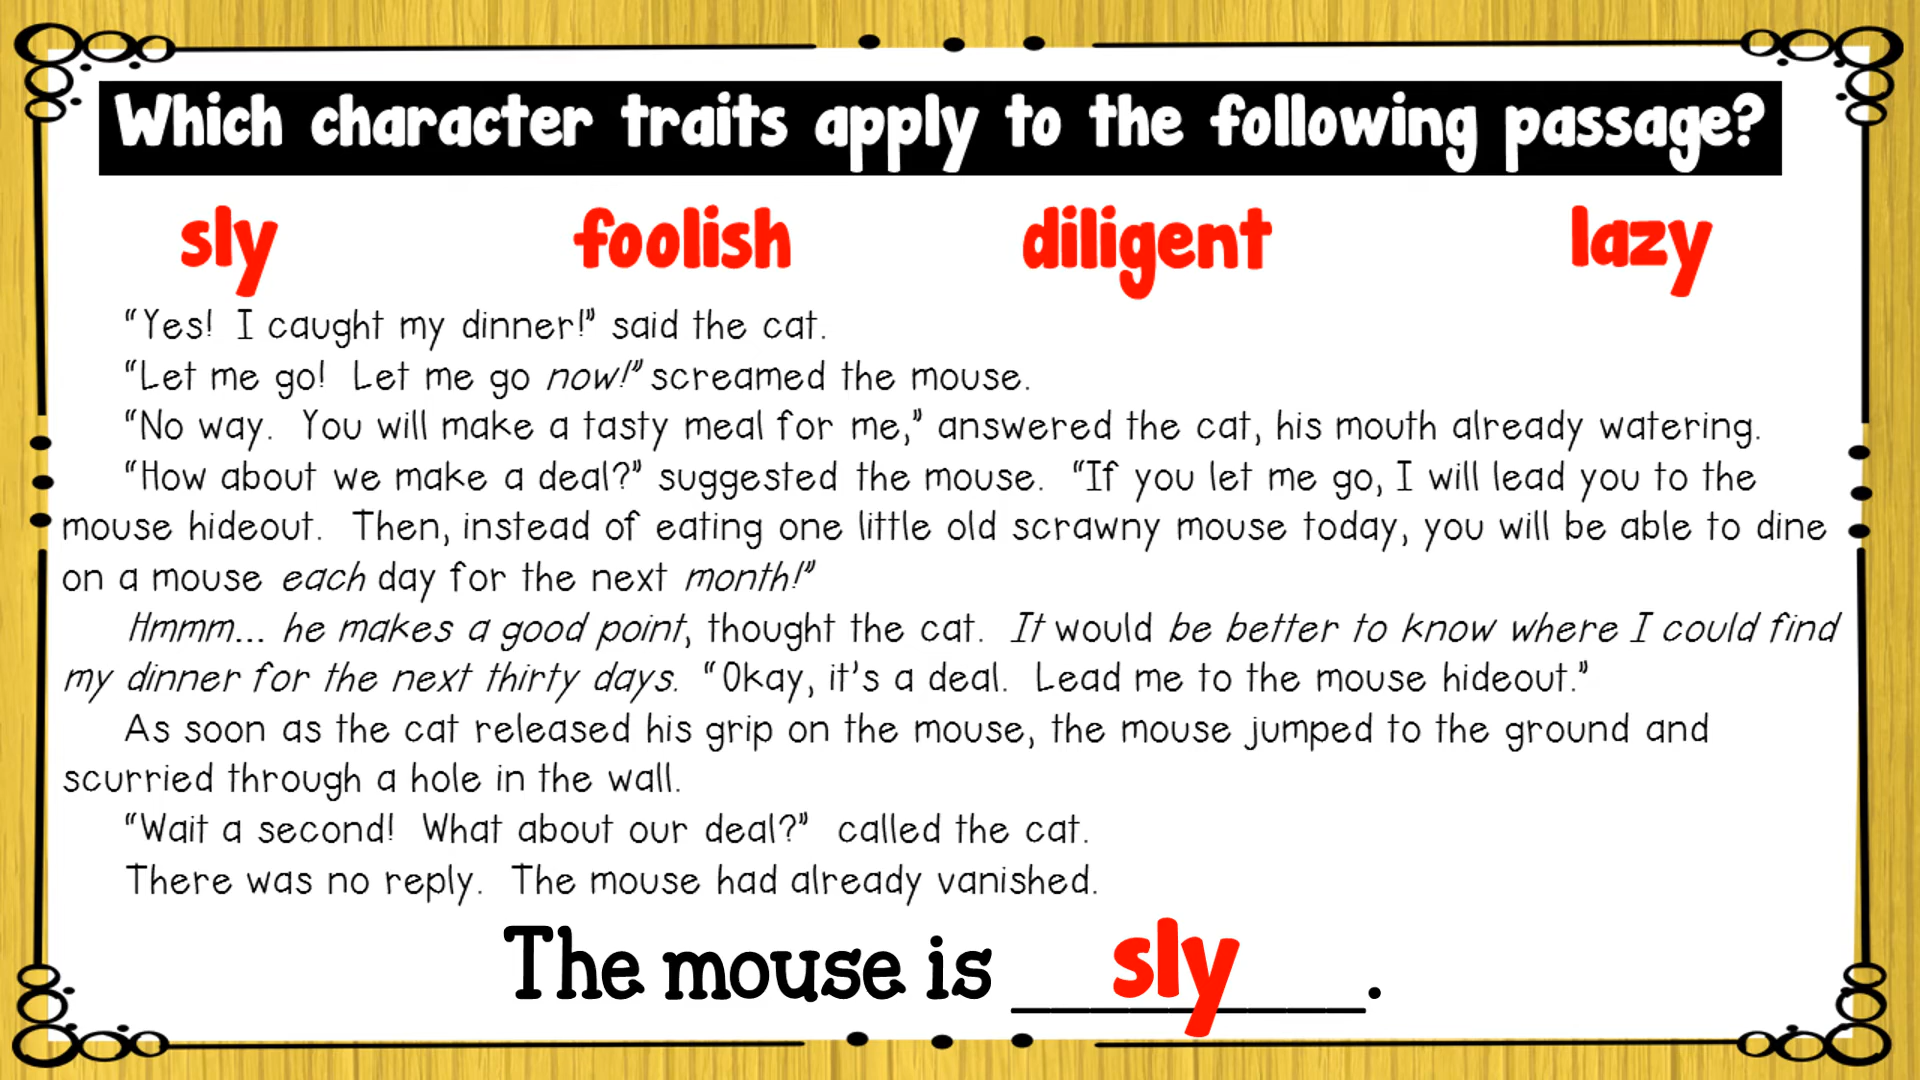 Which character traits apply to the following passage?
sly foolish diligent lazy
“Yes! I caught my dinner!” said the cat.
“Let me go! Let me go now!” screamed the mouse.
“No way. You will make a tasty meal for me,” answered the cat, his mouth already watering.
“How about we make a deal?” suggested the mouse. “If you let me go, I will lead you to the
mouse hideout. Then, instead of eating one little old scrawny mouse today, you will be able to dine
on a mouse each day for the next month!”
Hmmm... he makes a good point, thought the cat. It would be better to know where I could find
my dinner for the next thirty days. “Okay, it’s a deal. Lead me to the mouse hideout.”
As soon as the cat released his grip on the mouse, the mouse jumped to the ground and
scurried through a hole in the wall.
“Wait a second! What about our deal?” called the cat.
There was no reply. The mouse had already vanished.
The mouse is sly.